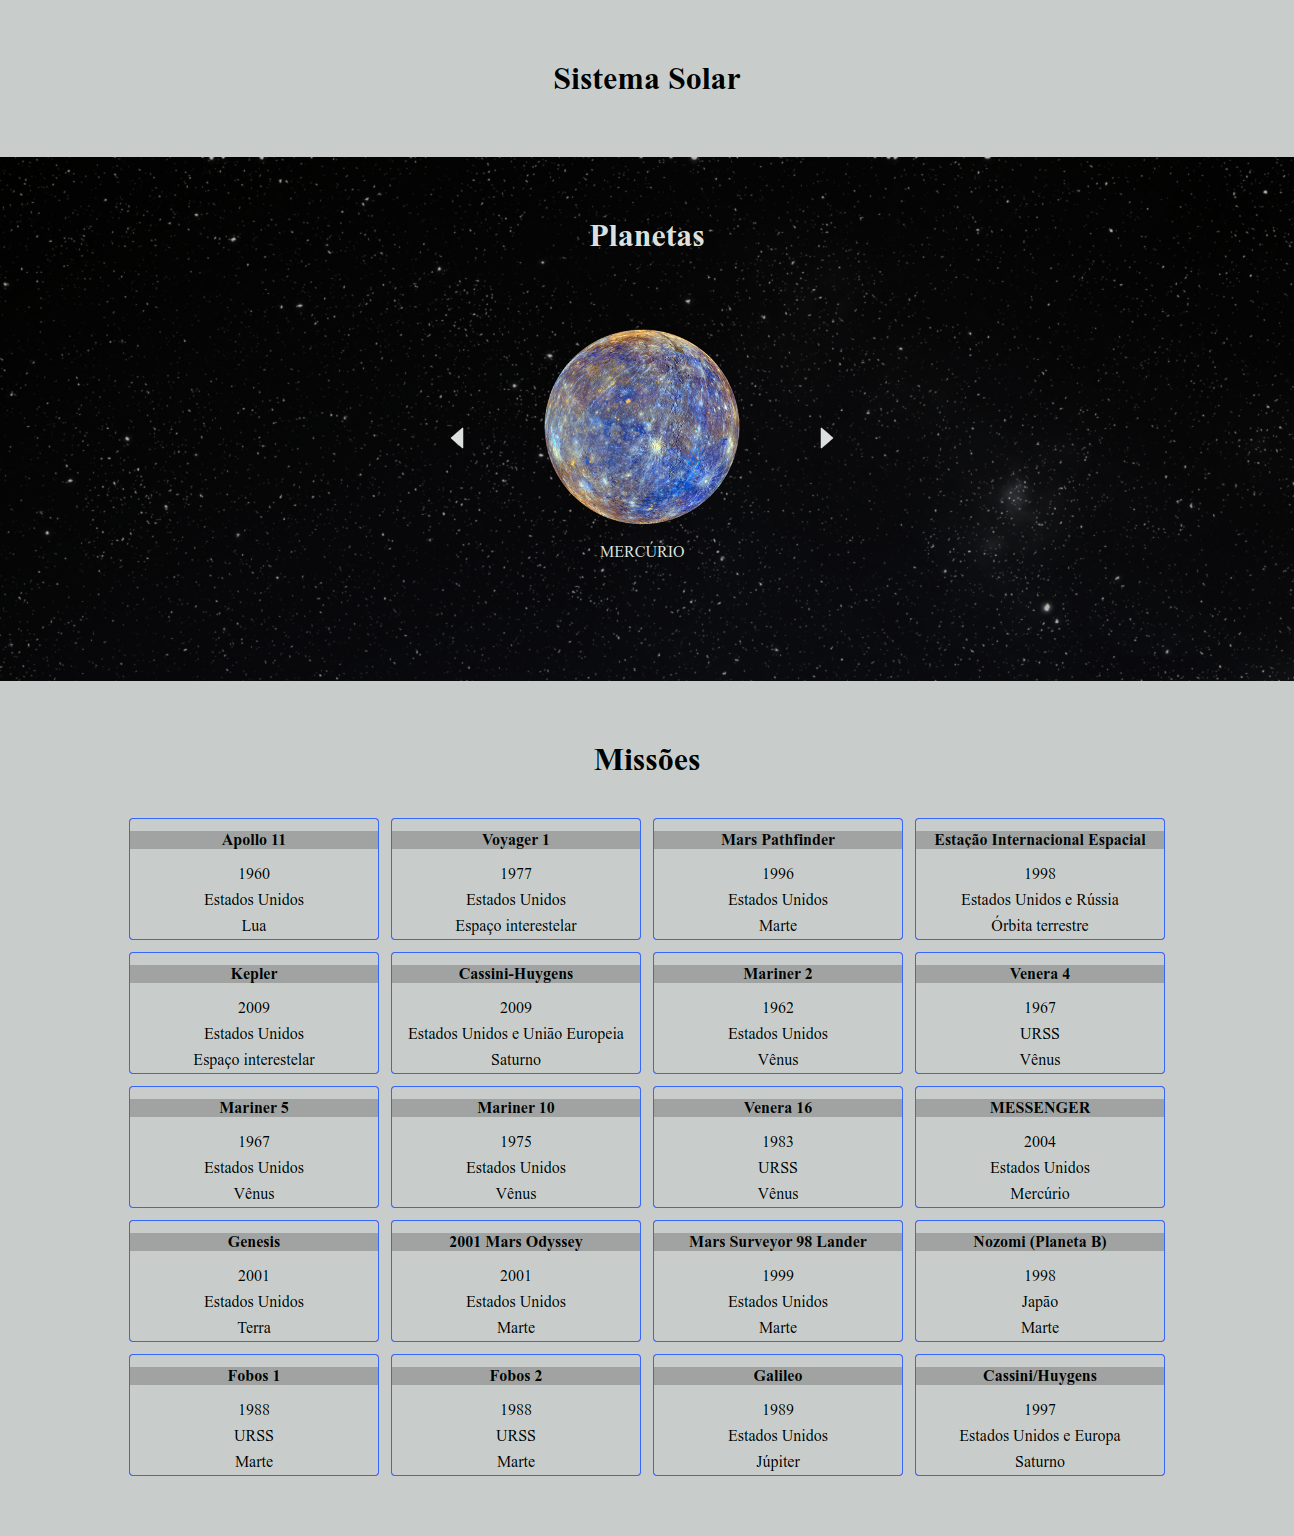 Sistema Solar
Planetas
MERCÚRIO
Missões
Apollo 11
1960
Estados Unidos
Lua
Voyager 1
1977
Estados Unidos
Espaço interestelar
Mars Pathfinder
1996
Estados Unidos
Marte
Estação Internacional Espacial
1998
Estados Unidos e Rússia
Órbita terrestre
Kepler
2009
Estados Unidos
Espaço interestelar
Cassini-Huygens
2009
Estados Unidos e União Europeia
Saturno
Mariner 2
1962
Estados Unidos
Vênus
Venera 4
1967
URSS
Vênus
Mariner 5
1967
Estados Unidos
Vênus
Mariner 10
1975
Estados Unidos
Vênus
Venera 16
1983
URSS
Vênus
MESSENGER
2004
Estados Unidos
Mercúrio
Genesis
2001
Estados Unidos
Terra
2001 Mars Odyssey
2001
Estados Unidos
Marte
Mars Surveyor 98 Lander
1999
Estados Unidos
Marte
Nozomi (Planeta B)
1998
Japão
Marte
Fobos 1
1988
URSS
Marte
Fobos 2
1988
URSS
Marte
Galileo
1989
Estados Unidos
Júpiter
Cassini/Huygens
1997
Estados Unidos e Europa
Saturno